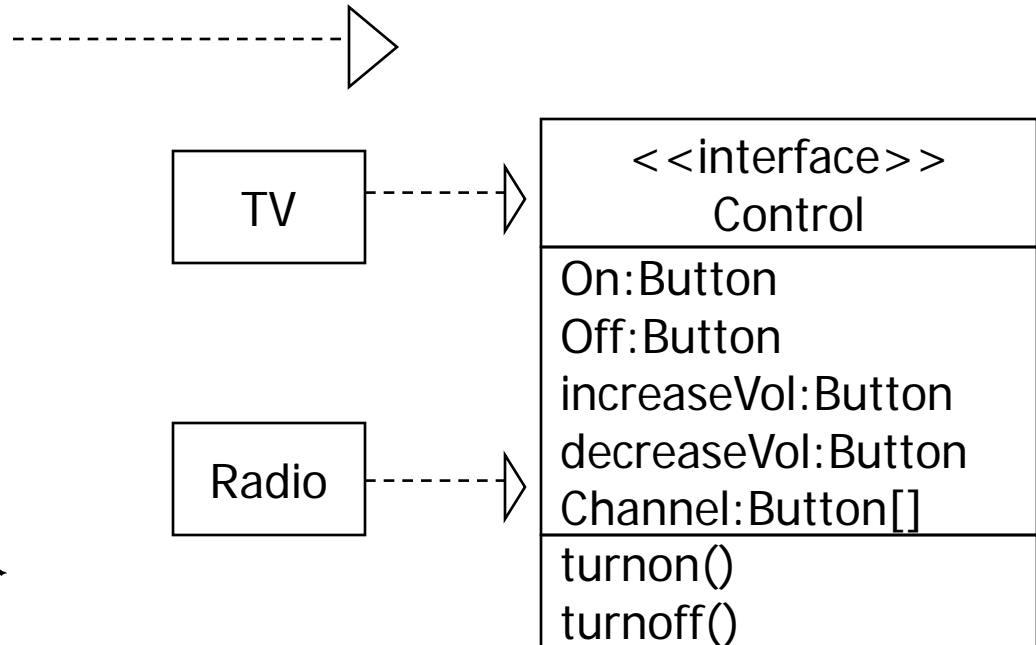 TV
<<interface>>
Control
On:Button
Off:Button
increaseVol:Button
decreaseVol:Button
Channel:Button[]
Radio
turnon()
turnoff()